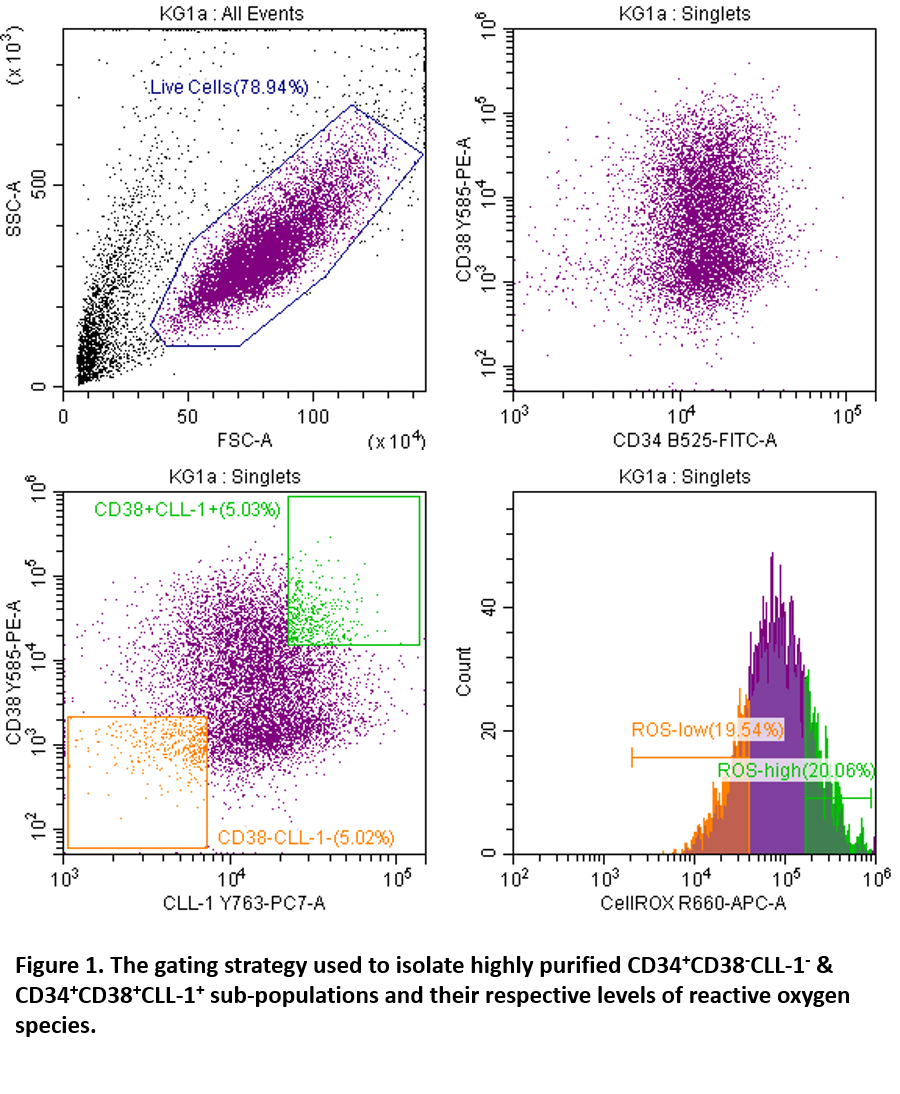 KG1a : All Events
(x 10³)
SSC-A
500
0
Live Cells(78.94%)
0 50 100
FSC-A (x 10⁴)
KG1a : Singlets
CD38 Y585-PE-A
10⁶
10⁵
10⁴
10³
10²
10³ 10⁴ 10⁵
CD34 B525-FITC-A
KG1a : Singlets
CD38 Y585-PE-A
10⁶
10⁵
10⁴
10³
10²
CD38+CLL-1+(5.03%)
CD38-CLL-1-(5.02%)
10³ 10⁴ 10⁵
CLL-1 Y763-PC7-A
KG1a : Singlets
Count
40
20
0
ROS-low(19.54%)
ROS-high(20.06%)
10² 10³ 10⁴ 10⁵ 10⁶
CellROX R660-APC-A
Figure 1. The gating strategy used to isolate highly purified CD34⁺CD38⁻CLL-1⁻ &
CD34⁺CD38⁺CLL-1⁺ sub-populations and their respective levels of reactive oxygen
species.